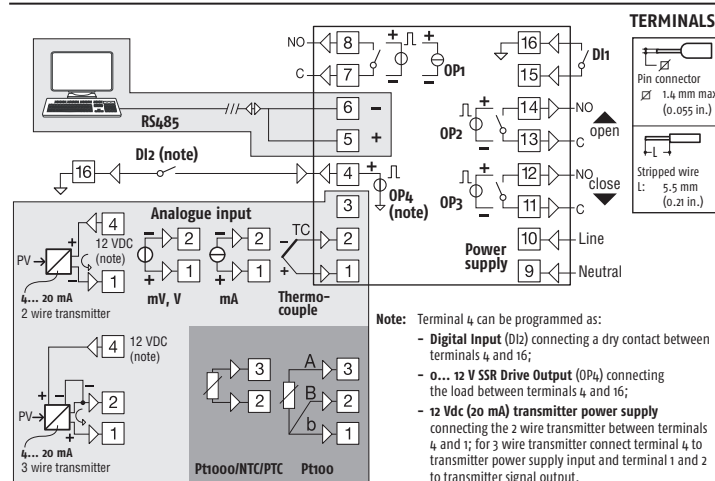 TERMINALS
NO 8 OP1
C 7
16 DI1
15
Pin connector
1.4 mm max
(0.055 in.)
Stripped wire
L: 5.5 mm
(0.21 in.)
L
RS485
6 –
5 +
14 NO
OP2 13 C
open
16 DI2 (note)
4 OP4
(note)
12 NO
OP3 11 C
close
3
Analogue input
4
12 VDC
(note)
PV
1
4... 20 mA
2 wire transmitter
2
1
mV, V
2
1
mA
TC
2
1
Thermo-
couple
Power
supply
10 Line
9 Neutral
4 12 VDC
(note)
PV
2
1
4... 20 mA
3 wire transmitter
3
2
Pt1000/NTC/PTC
A 3
B 2
b 1
Pt100
Note: Terminal 4 can be programmed as:
– Digital Input (DI2) connecting a dry contact between
terminals 4 and 16;
– 0... 12 V SSR Drive Output (OP4) connecting
the load between terminals 4 and 16;
– 12 Vdc (20 mA) transmitter power supply
connecting the 2 wire transmitter between terminals
4 and 1; for 3 wire transmitter connect terminal 4 to
transmitter power supply input and terminal 1 and 2
to transmitter signal output.